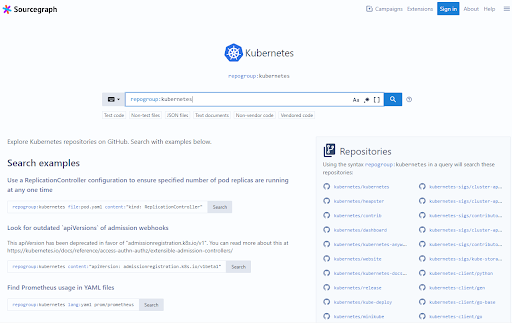 Sourcegraph
Campaigns Extensions Sign in About Help
Kubernetes
repogroup:kubernetes
repogroup:kubernetes Aa
Test code Non-test files JSON files Text documents Non-vendor code Vendored code
Explore Kubernetes repositories on GitHub. Search with examples below.
Search examples
Use a ReplicationController configuration to ensure specified number of pod replicas are running
at any one time
repogroup:kubernetes file:pod.yaml content:"kind: ReplicationController" Search
Look for outdated `apiVersions` of admission webhooks
This apiVersion has been deprecated in favor of "admissionregistration.k8s.io/v1". You can read more about this at
https://kubernetes.io/docs/reference/access-authn-authz/extensible-admission-controllers/
repogroup:kubernetes content:"apiVersion: admissionregistration.k8s.io/v1beta1" Search
Find Prometheus usage in YAML files
repogroup:kubernetes lang:yaml prom/prometheus Search
Repositories
Using the syntax repogroup:kubernetes in a query will search these
repositories:
kubernetes/kubernetes kubernetes-sigs/cluster-ap…
kubernetes/heapster kubernetes-sigs/cluster-ap…
kubernetes/contrib kubernetes-sigs/contributo…
kubernetes/dashboard kubernetes-sigs/cluster-ap…
kubernetes-sigs/contributo…
kubernetes/website kubernetes-sigs/kube-store…
kubernetes/kubernetes-docs… kubernetes-client/python
kubernetes/release kubernetes-client/gen
kubernetes/kube-deploy kubernetes-client/go-base
kubernetes/minikube kubernetes-client/go